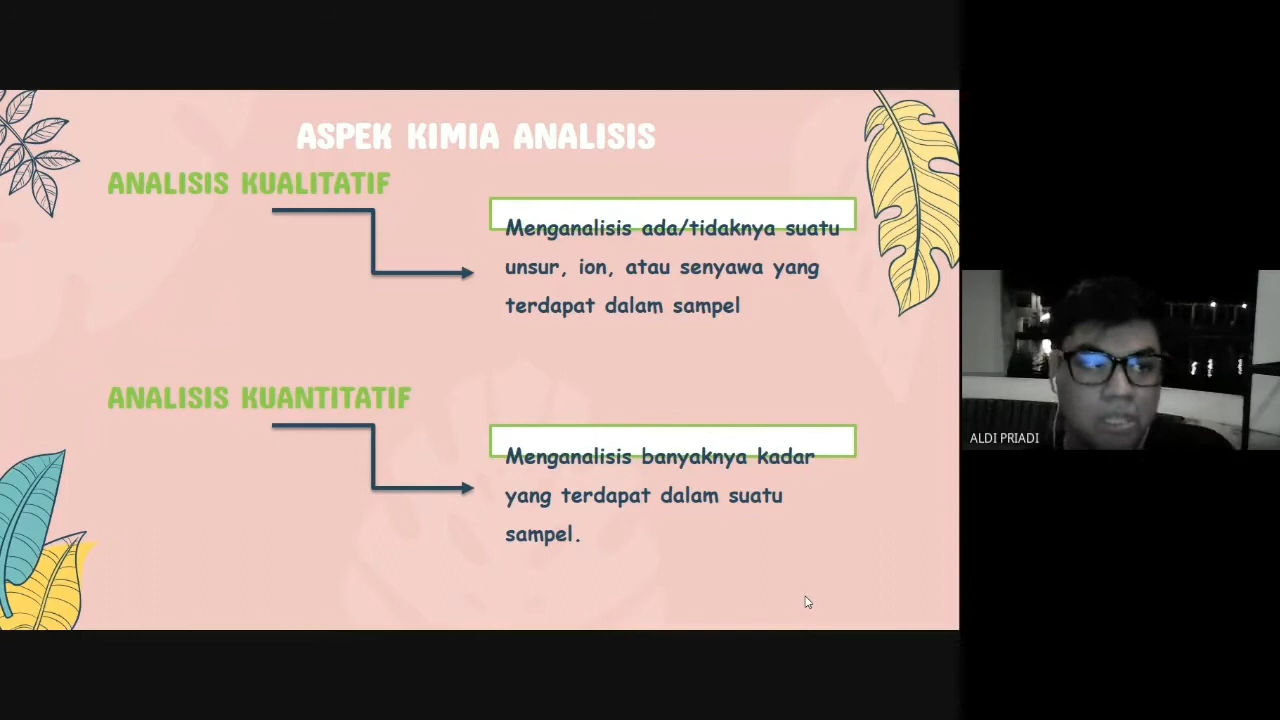 ASPEK KIMIA ANALISIS
ANALISIS KUALITATIF
Menganalisis ada/tidaknya suatu
unsur, ion, atau senyawa yang
terdapat dalam sampel
ANALISIS KUANTITATIF
Menganalisis banyaknya kadar
yang terdapat dalam suatu
sampel.
ALDI PRIADI